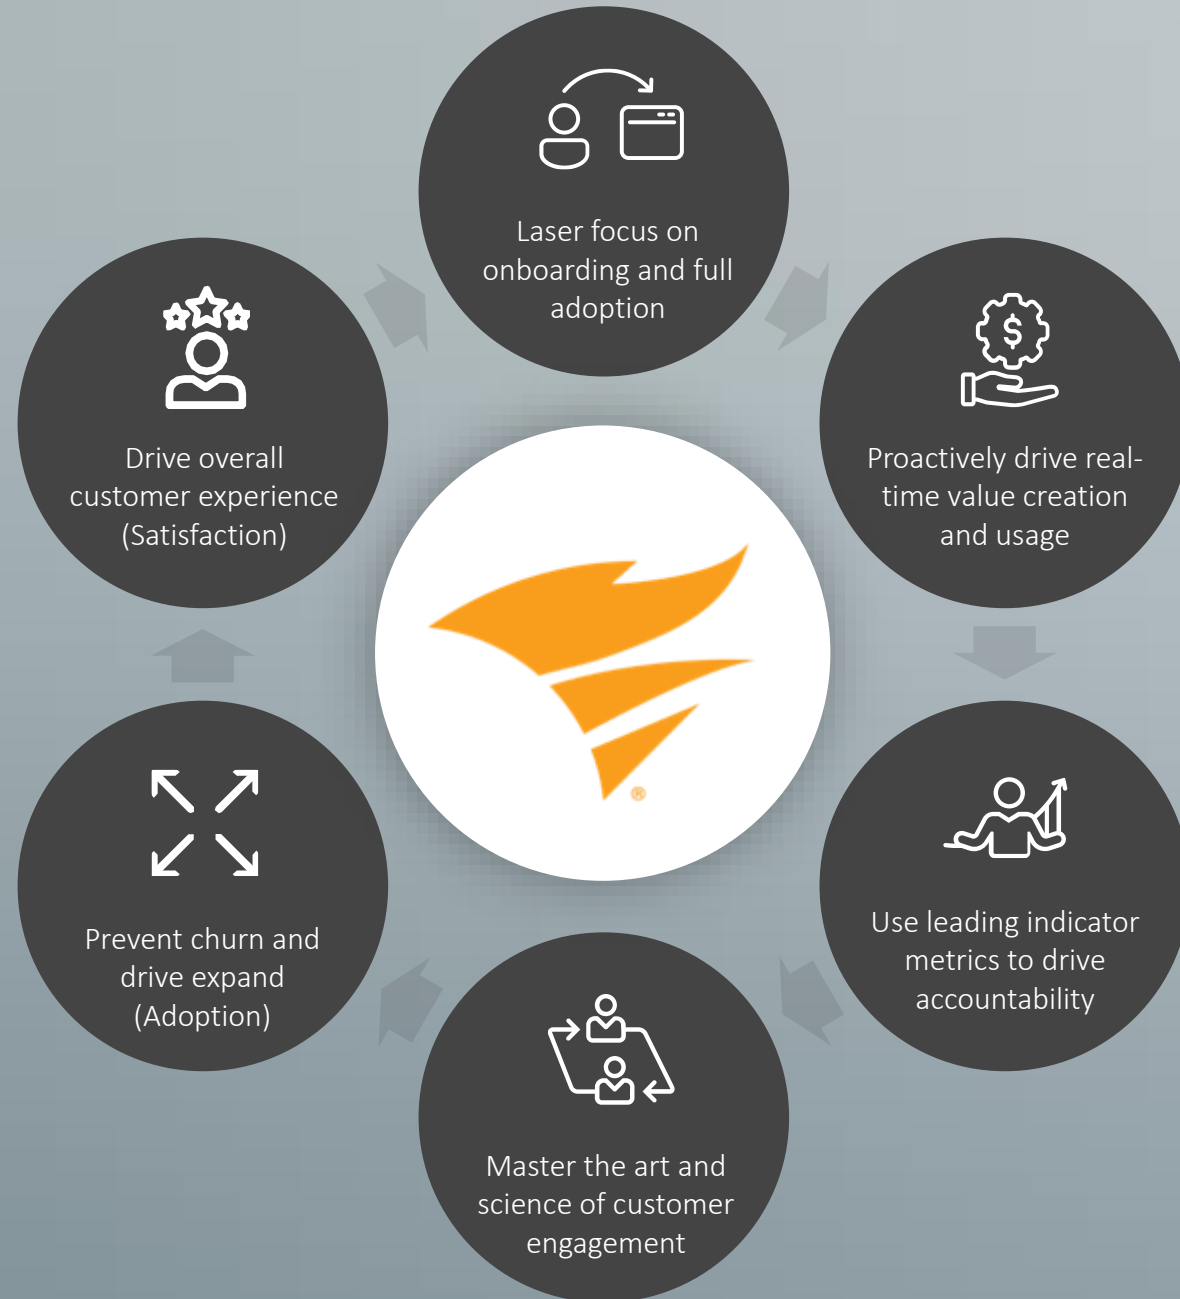 Laser focus on
onboarding and full
adoption
Proactively drive real-
time value creation
and usage
$
Use leading indicator
metrics to drive
accountability
Master the art and
science of customer
engagement
Prevent churn and
drive expand
(Adoption)
Drive overall
customer experience
(Satisfaction)
®